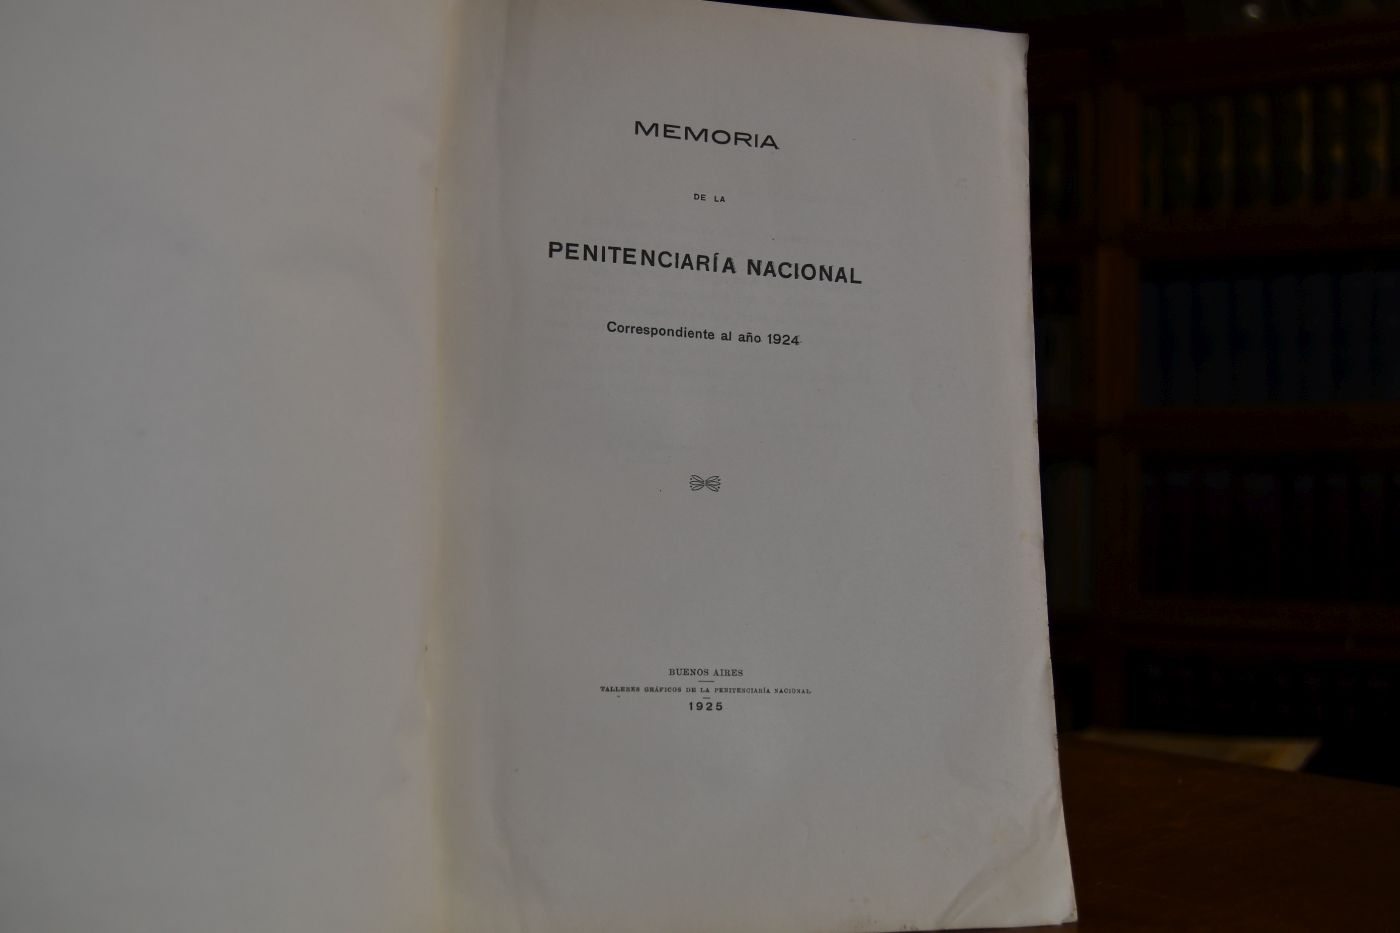 MEMORIA
DE LA
PENITENCIARÍA NACIONAL
Correspondiente al año 1924
BUENOS AIRES
TALLERES GRÁFICOS DE LA PENITENCIARÍA NACIONAL
1925